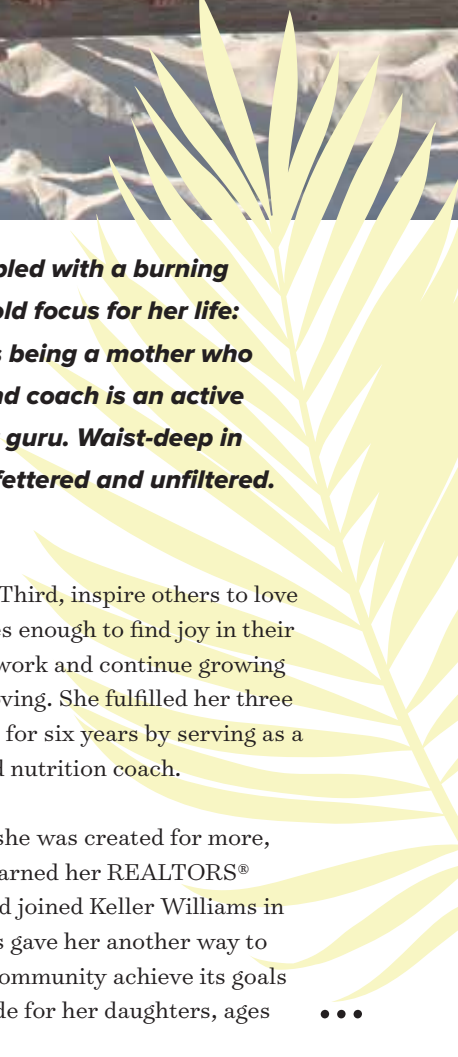 pled with a burning
old focus for her life:
s being a mother who
nd coach is an active
guru. Waist-deep in
fettered and unfiltered.
Third, inspire others to love
es enough to find joy in their
work and continue growing
ving. She fulfilled her three
for six years by serving as a
d nutrition coach.
she was created for more,
arned her REALTORS®
d joined Keller Williams in
s gave her another way to
ommunity achieve its goals
de for her daughters, ages
•••